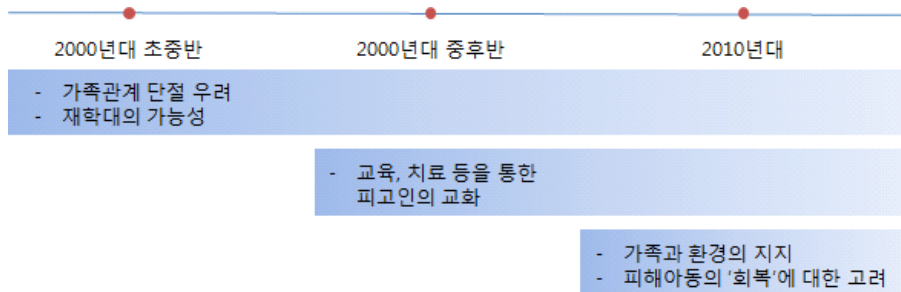 2000년대 초중반
2000년대 중후반
2010년대
- 가족관계 단절 우려
- 재학대의 가능성
- 교육, 치료 등을 통한
피고인의 교화
- 가족과 환경의 지지
- 피해아동의 '회복'에 대한 고려